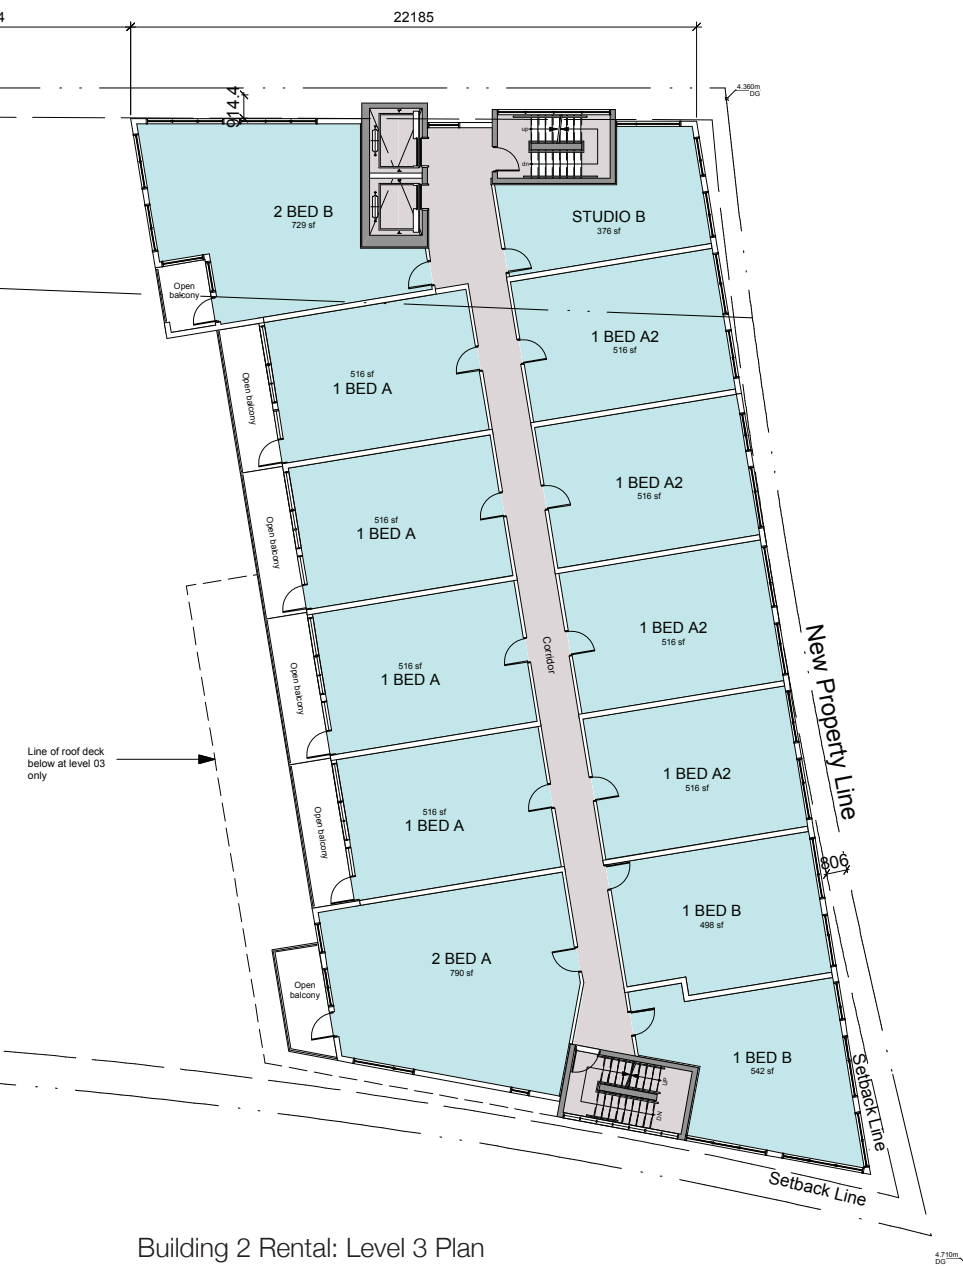 4
22185
4.360m
DG
914.4
up
dn
2 BED B
729 sf
STUDIO B
376 sf
Open
balcony
1 BED A2
516 sf
516 sf
1 BED A
Open balcony
1 BED A2
516 sf
516 sf
1 BED A
Open balcony
1 BED A2
516 sf
Corridor
516 sf
1 BED A
Open balcony
New Property Line
Line of roof deck
below at level 03
only
1 BED A2
516 sf
516 sf
1 BED A
Open balcony
806
1 BED B
498 sf
2 BED A
790 sf
Open
balcony
1 BED B
542 sf
up
DN
Setback Line
Setback Line
Building 2 Rental: Level 3 Plan
4.710m
DG